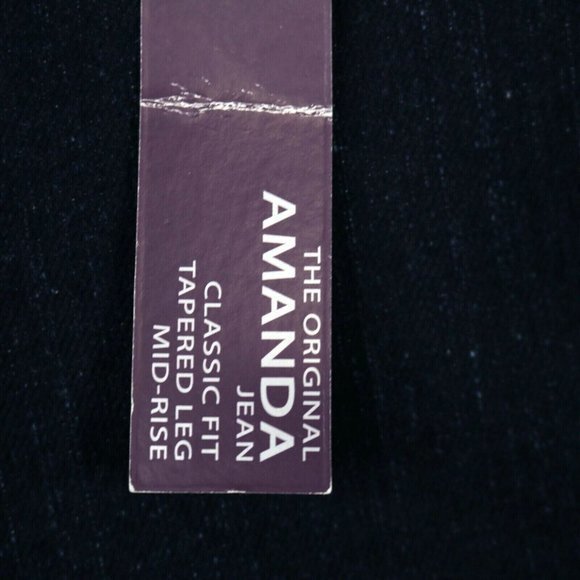 THE ORIGINAL
AMANDA
JEAN
CLASSIC FIT
TAPERED LEG
MID-RISE